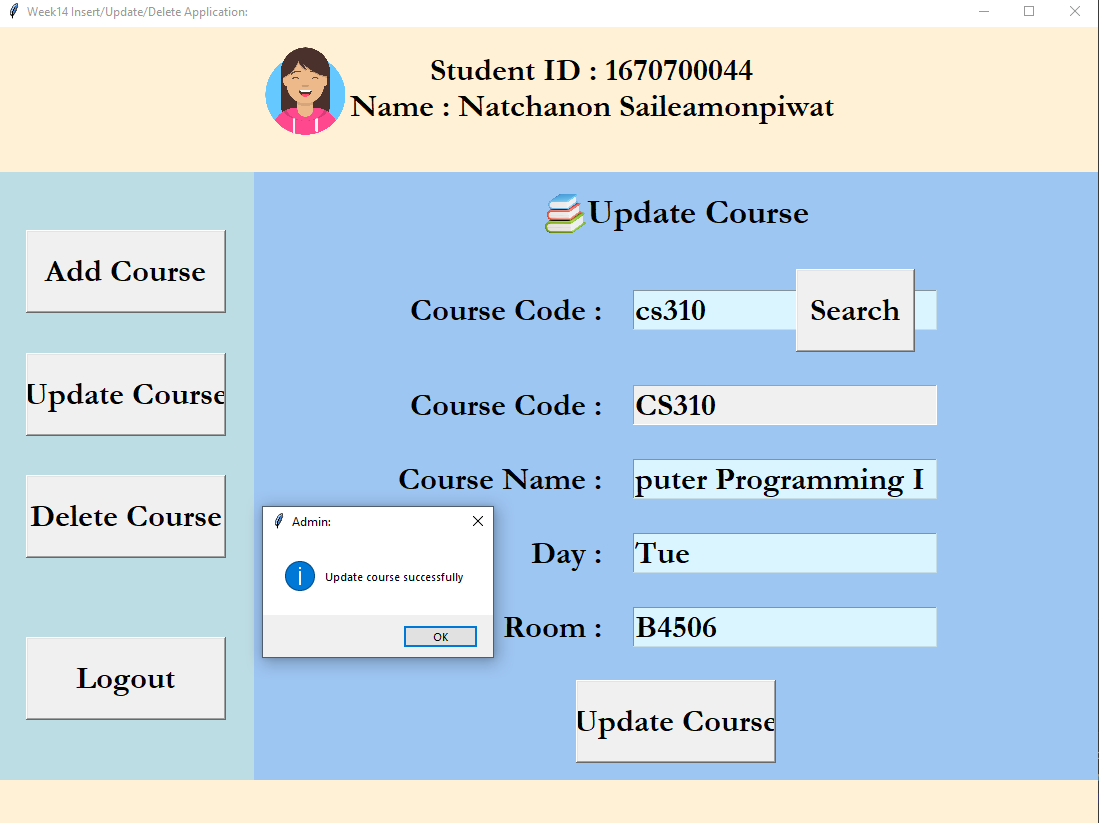 Week14 Insert/Update/Delete Application:
Student ID : 1670700044
Name : Natchanon Saileamonpiwat
Add Course
Update Course
Delete Course
Logout
Update Course
Course Code : cs310 Search
Course Code : CS310
Course Name : puter Programming I
Day : Tue
Room : B4506
Update Course
Admin:
Update course successfully
OK